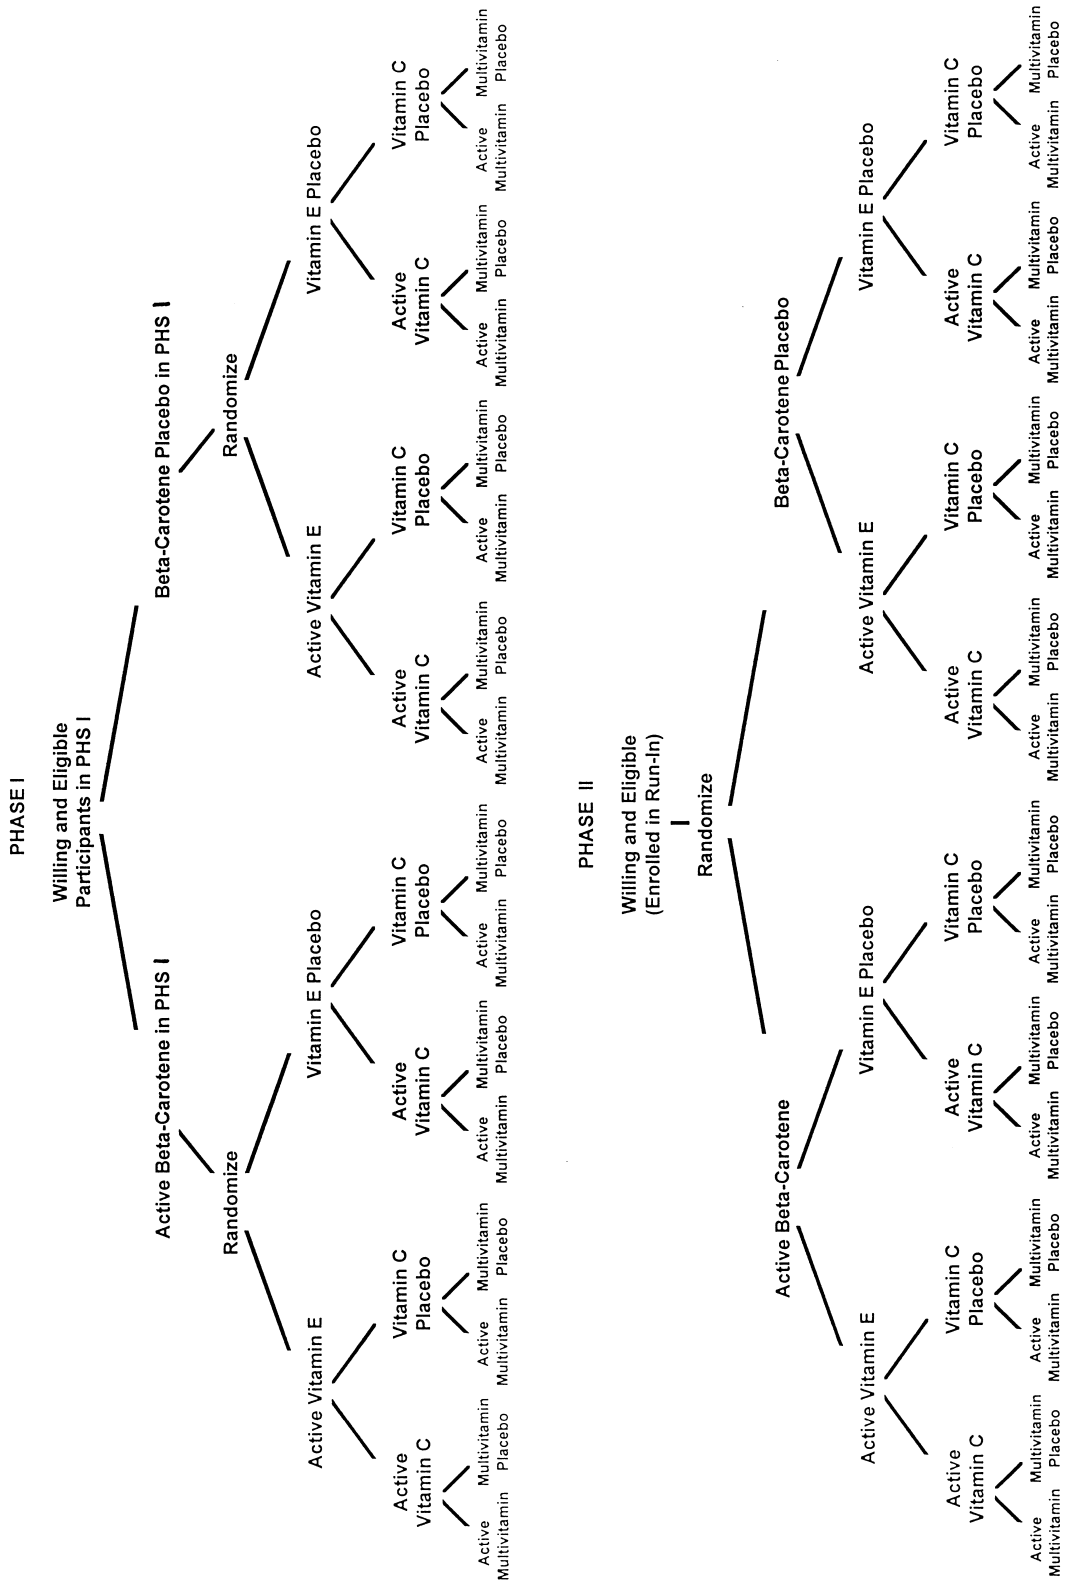 PHASE I
Willing and Eligible
Participants in PHS I
Active Beta-Carotene in PHS I
Beta-Carotene Placebo in PHS I
Randomize
Randomize
Active Vitamin E
Vitamin E Placebo
Active Vitamin E
Vitamin E Placebo
Active
Vitamin C
Vitamin C
Placebo
Active
Vitamin C
Vitamin C
Placebo
Active
Vitamin C
Vitamin C
Placebo
Active
Vitamin C
Vitamin C
Placebo
Active
Multivitamin
Multivitamin
Placebo
Active
Multivitamin
Multivitamin
Placebo
Active
Multivitamin
Multivitamin
Placebo
Active
Multivitamin
Multivitamin
Placebo
Active
Multivitamin
Multivitamin
Placebo
Active
Multivitamin
Multivitamin
Placebo
Active
Multivitamin
Multivitamin
Placebo
Active
Multivitamin
Multivitamin
Placebo
PHASE II
Willing and Eligible
(Enrolled in Run-In)
Randomize
Active Beta-Carotene
Beta-Carotene Placebo
Active Vitamin E
Vitamin E Placebo
Active Vitamin E
Vitamin E Placebo
Active
Vitamin C
Vitamin C
Placebo
Active
Vitamin C
Vitamin C
Placebo
Active
Vitamin C
Vitamin C
Placebo
Active
Vitamin C
Vitamin C
Placebo
Active
Multivitamin
Multivitamin
Placebo
Active
Multivitamin
Multivitamin
Placebo
Active
Multivitamin
Multivitamin
Placebo
Active
Multivitamin
Multivitamin
Placebo
Active
Multivitamin
Multivitamin
Placebo
Active
Multivitamin
Multivitamin
Placebo
Active
Multivitamin
Multivitamin
Placebo
Active
Multivitamin
Multivitamin
Placebo